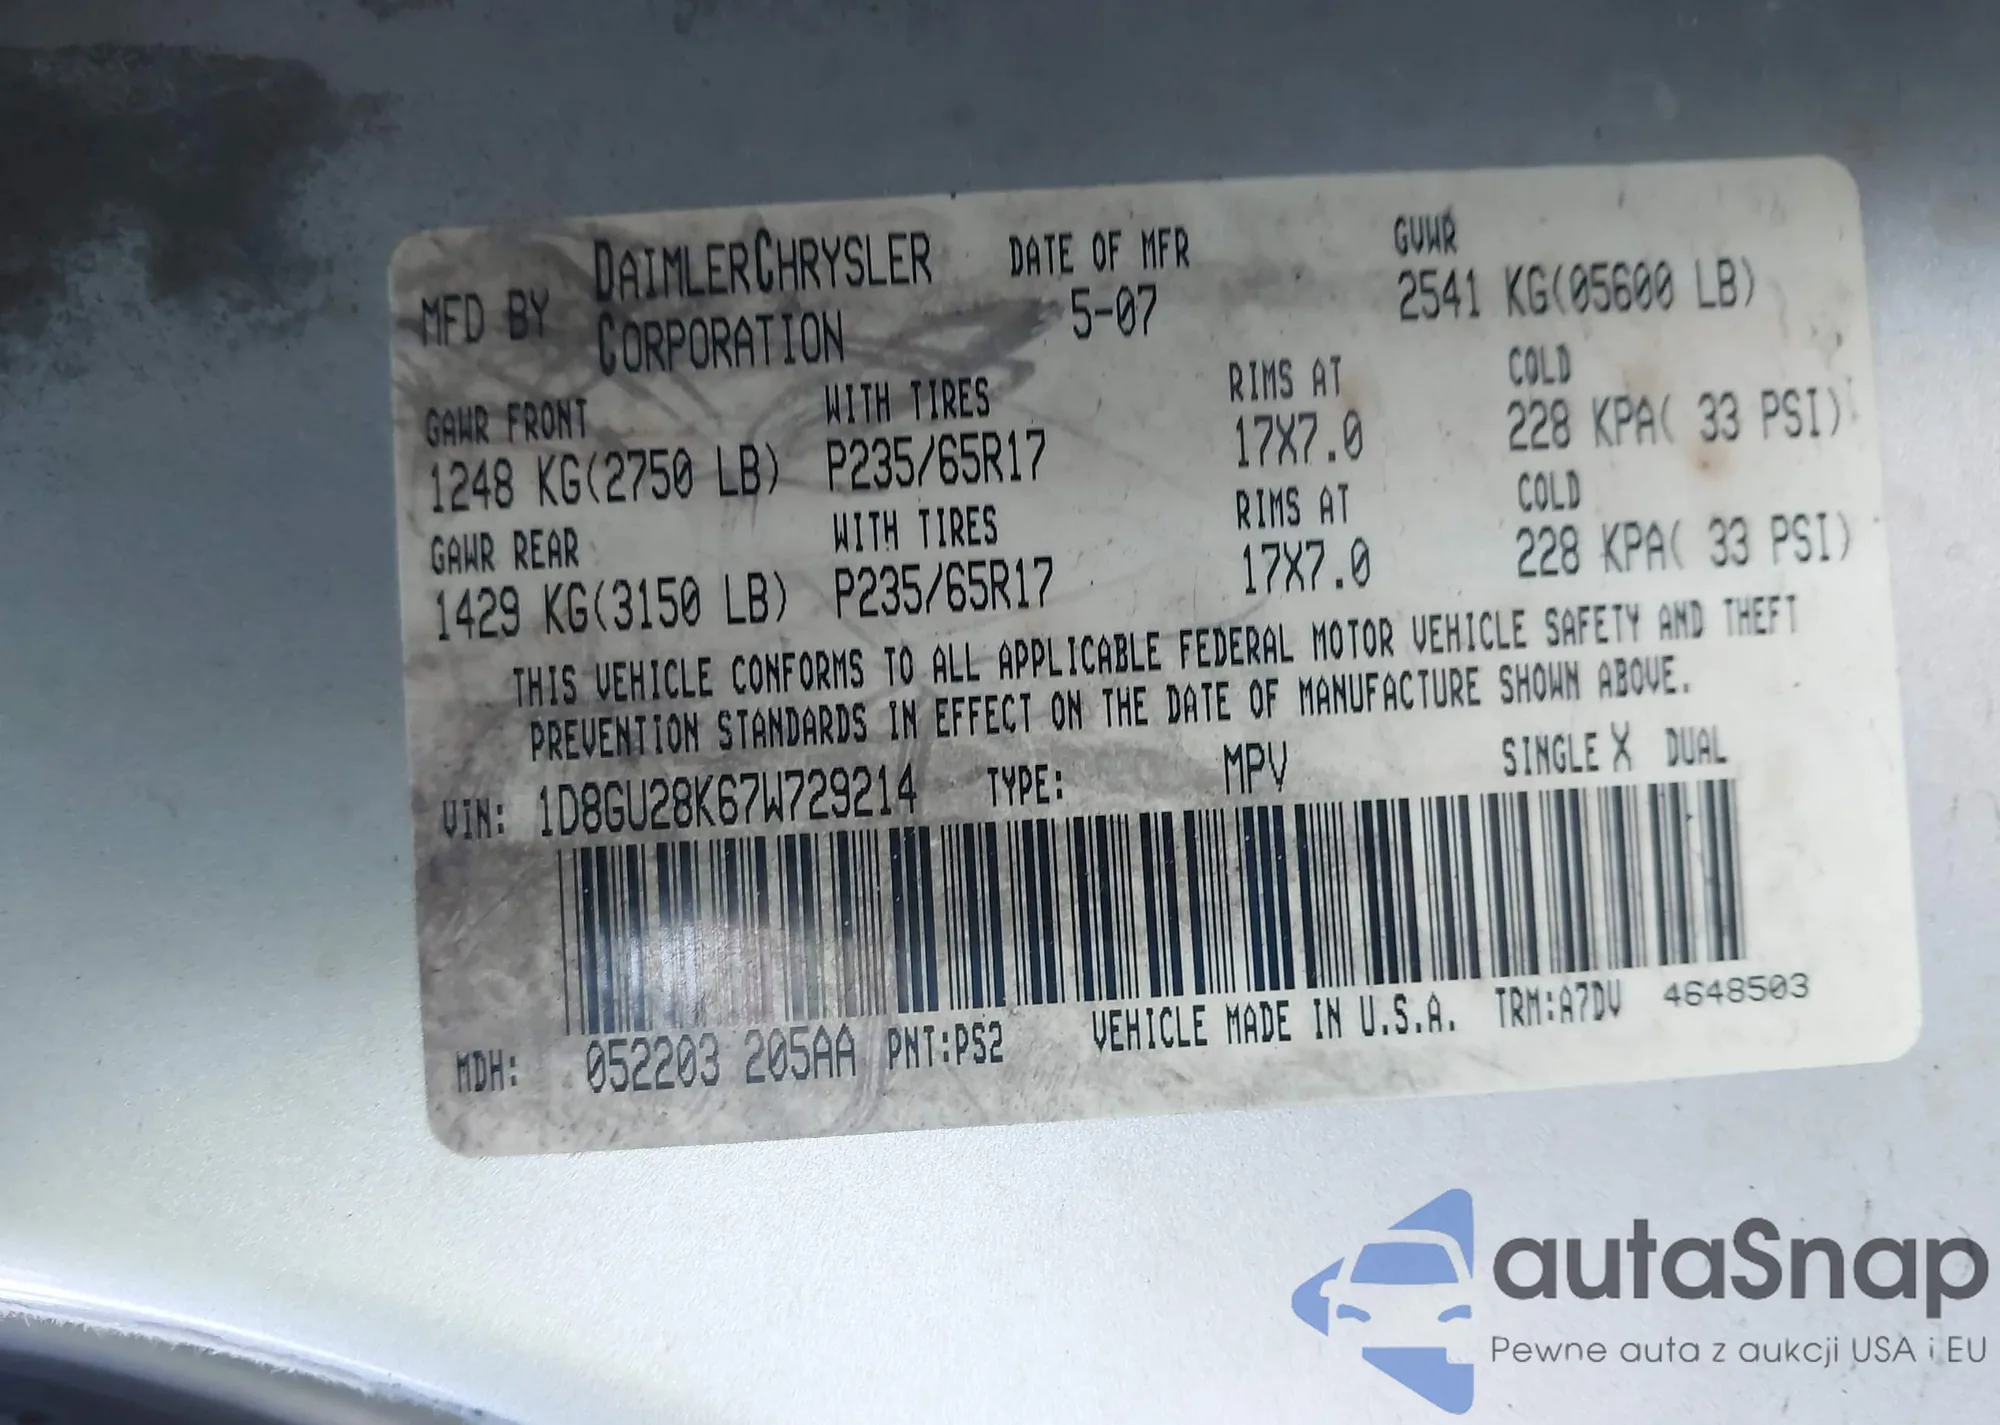 MFD BY DAIMLERCHRYSLER CORPORATION DATE OF MFR 5-07 GVWR 2541 KG(05600 LB)
GAWR FRONT WITH TIRES RIMS AT COLD
1248 KG(2750 LB) P235/65R17 17X7.0 228 KPA( 33 PSI)
GAWR REAR WITH TIRES RIMS AT COLD
1429 KG(3150 LB) P235/65R17 17X7.0 228 KPA( 33 PSI)
THIS VEHICLE CONFORMS TO ALL APPLICABLE FEDERAL MOTOR VEHICLE SAFETY AND THEFT
PREVENTION STANDARDS IN EFFECT ON THE DATE OF MANUFACTURE SHOWN ABOVE.
VIN: 1D8GU28K67W729214 TYPE: MPV SINGLE X DUAL
MDH: 052203 205AA PNT:PS2 VEHICLE MADE IN U.S.A. TRM:A7DV 4648503
autaSnap
Pewne auta z aukcji USA i EU